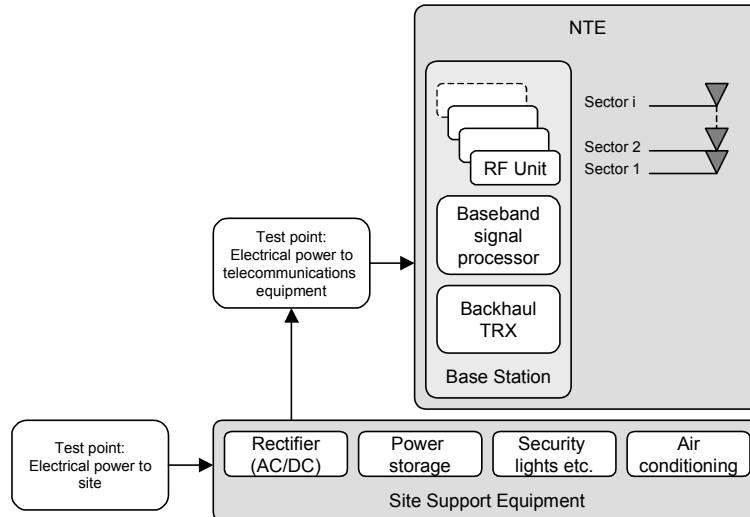 NTE
Sector i
Sector 2
Sector 1
RF Unit
Baseband
signal
processor
Backhaul
TRX
Base Station
Test point:
Electrical power to
telecommunications
equipment
Test point:
Electrical power to
site
Rectifier
(AC/DC)
Power
storage
Security
lights etc.
Air
conditioning
Site Support Equipment